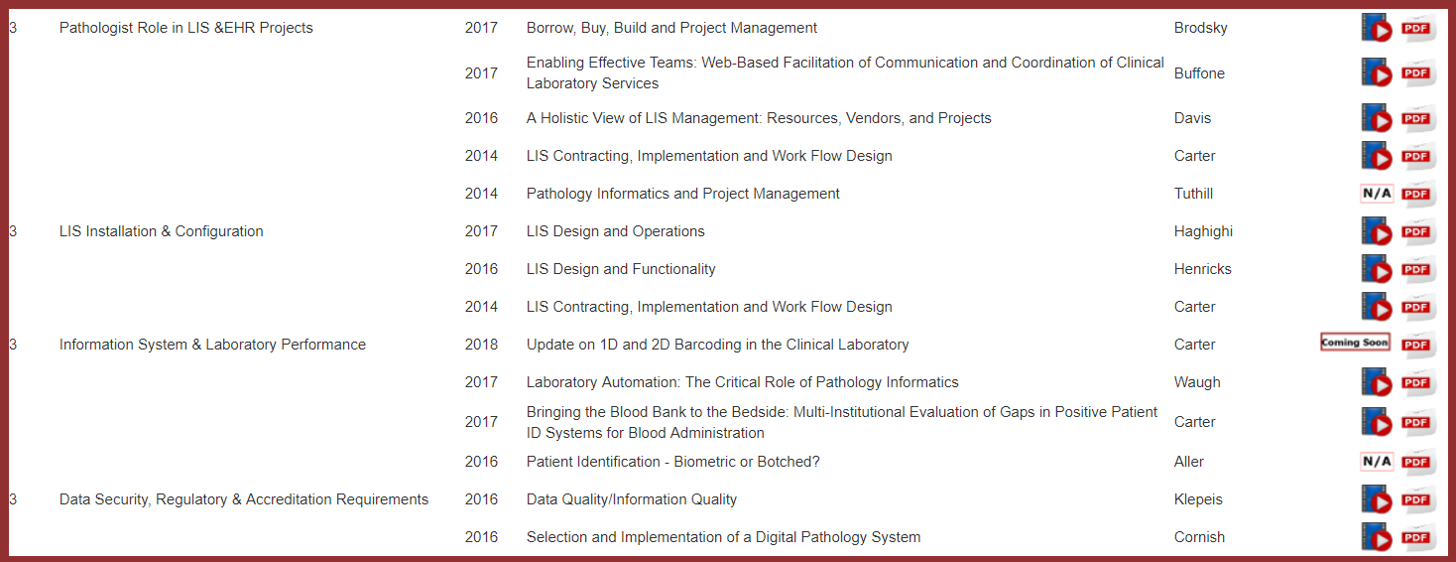 3 Pathologist Role in LIS &EHR Projects 2017 Borrow, Buy, Build and Project Management Brodsky PDF
2017 Enabling Effective Teams: Web-Based Facilitation of Communication and Coordination of Clinical
Laboratory Services Buffone PDF
2016 A Holistic View of LIS Management: Resources, Vendors, and Projects Davis PDF
2014 LIS Contracting, Implementation and Work Flow Design Carter PDF
2014 Pathology Informatics and Project Management Tuthill N/A PDF
3 LIS Installation & Configuration 2017 LIS Design and Operations Haghighi PDF
2016 LIS Design and Functionality Henricks PDF
2014 LIS Contracting, Implementation and Work Flow Design Carter PDF
3 Information System & Laboratory Performance 2018 Update on 1D and 2D Barcoding in the Clinical Laboratory Carter Coming Soon PDF
2017 Laboratory Automation: The Critical Role of Pathology Informatics Waugh PDF
2017 Bringing the Blood Bank to the Bedside: Multi-Institutional Evaluation of Gaps in Positive Patient
ID Systems for Blood Administration Carter PDF
2016 Patient Identification - Biometric or Botched? Aller N/A PDF
3 Data Security, Regulatory & Accreditation Requirements 2016 Data Quality/Information Quality Klepeis PDF
2016 Selection and Implementation of a Digital Pathology System Cornish PDF